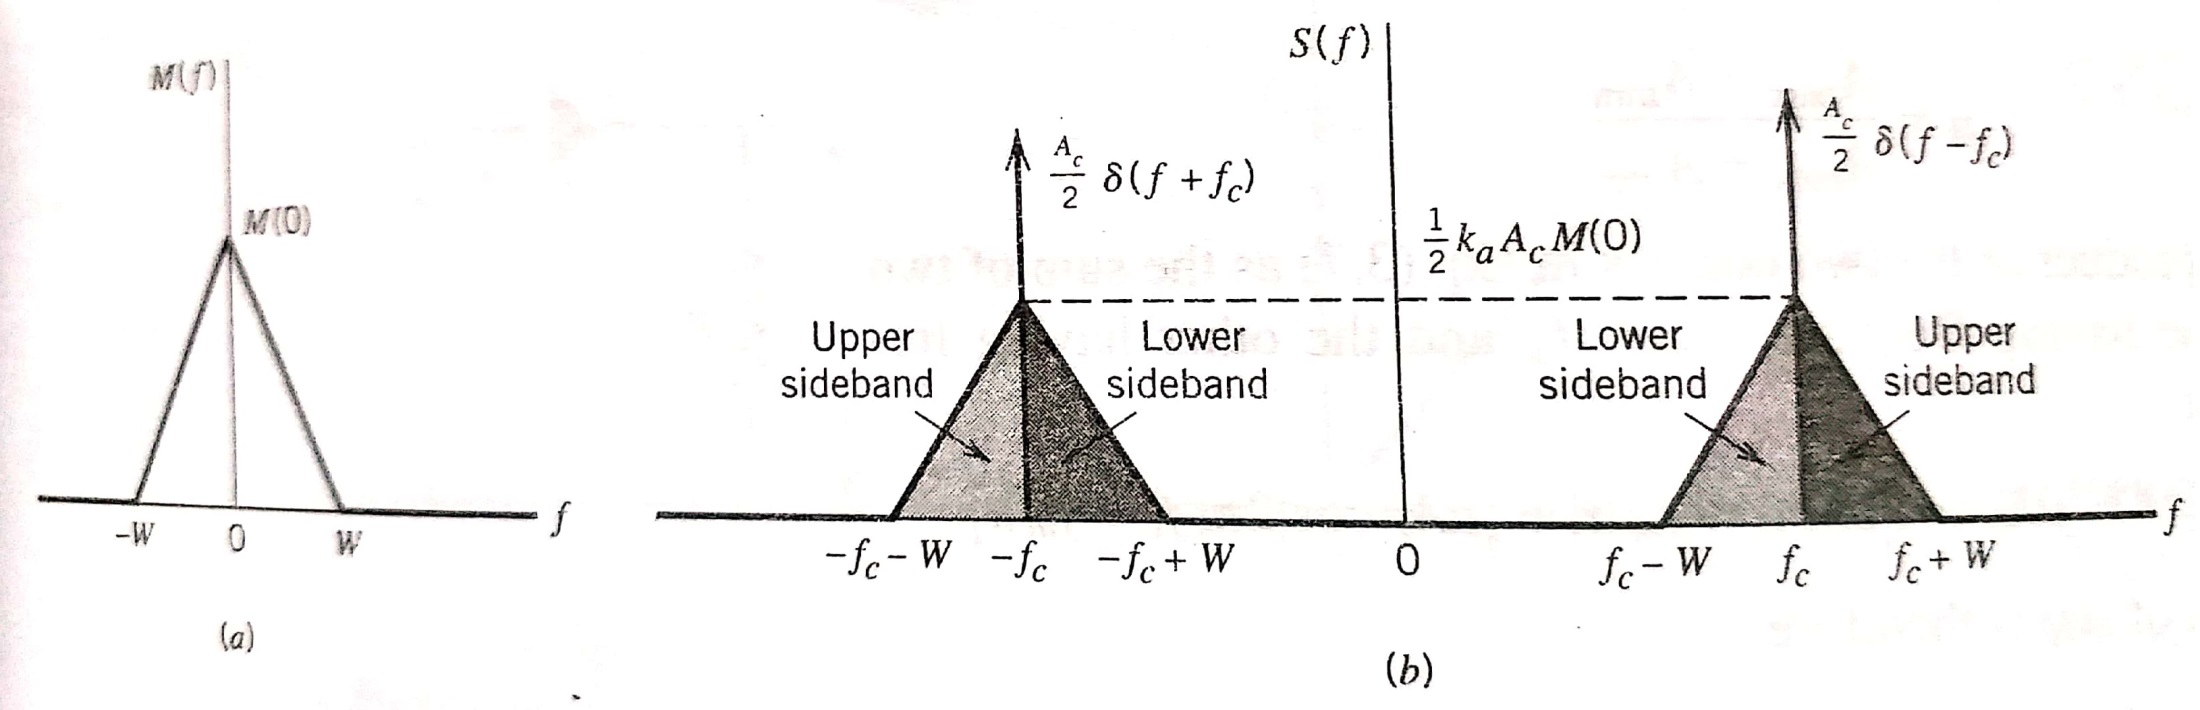 M(f)
M(0)
-W 0 W f
(a)
S(f)
A_c/2 δ(f + f_c)
A_c/2 δ(f − f_c)
1/2 k_a A_c M(0)
Upper
sideband
Lower
sideband
Lower
sideband
Upper
sideband
−f_c − W −f_c −f_c + W 0 f_c − W f_c f_c + W f
(b)